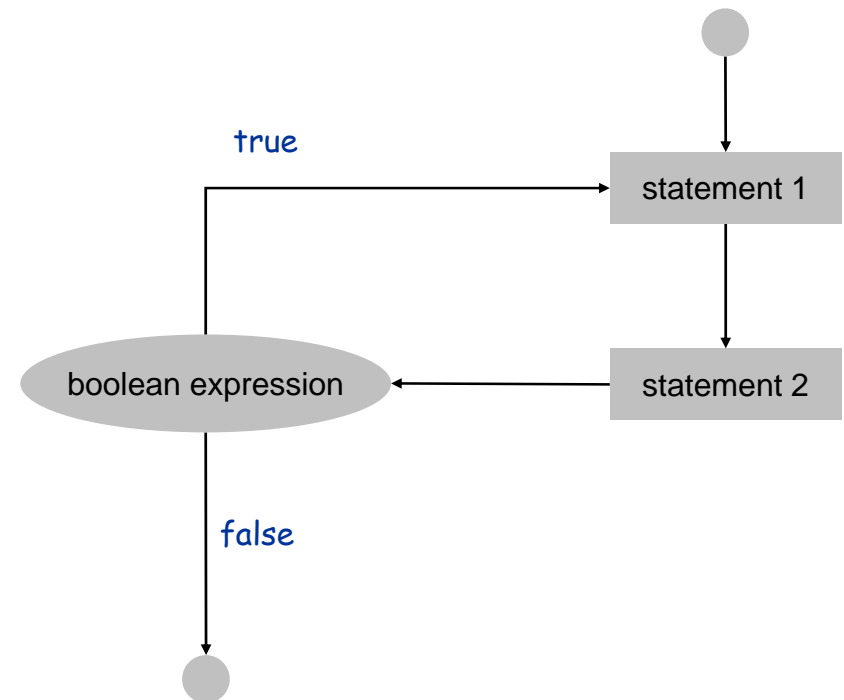 true
statement 1
boolean expression
statement 2
false